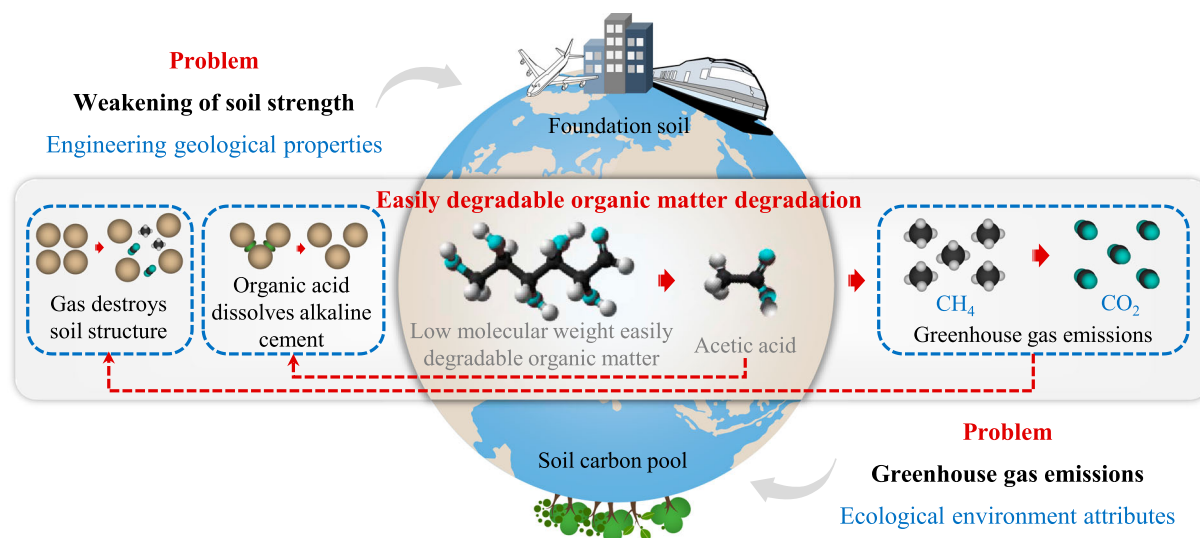 Problem
Weakening of soil strength
Engineering geological properties
Foundation soil
Easily degradable organic matter degradation
Gas destroys
soil structure
Organic acid
dissolves alkaline
cement
Low molecular weight easily
degradable organic matter
Acetic acid
CH₄
CO₂
Greenhouse gas emissions
Soil carbon pool
Problem
Greenhouse gas emissions
Ecological environment attributes